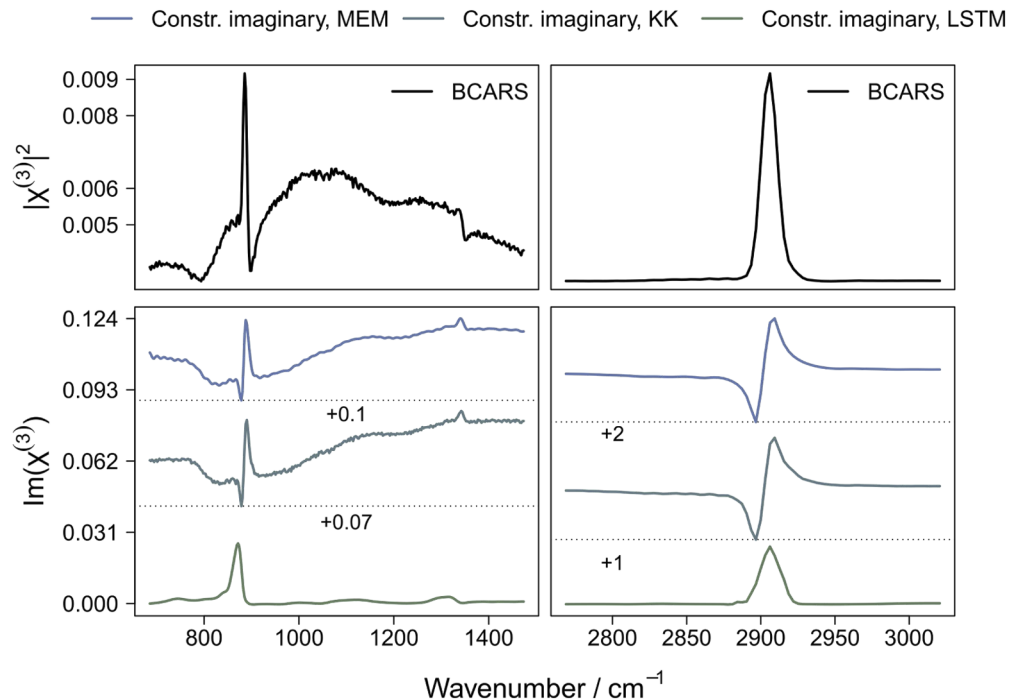 Constr. imaginary, MEM Constr. imaginary, KK Constr. imaginary, LSTM
BCARS
BCARS
|χ⁽³⁾|²
0.009
0.008
0.006
0.005
Im(χ⁽³⁾)
0.124
0.093
0.062
0.031
0.000
+0.1
+0.07
+2
+1
800 1000 1200 1400
2800 2850 2900 2950 3000
Wavenumber / cm⁻¹